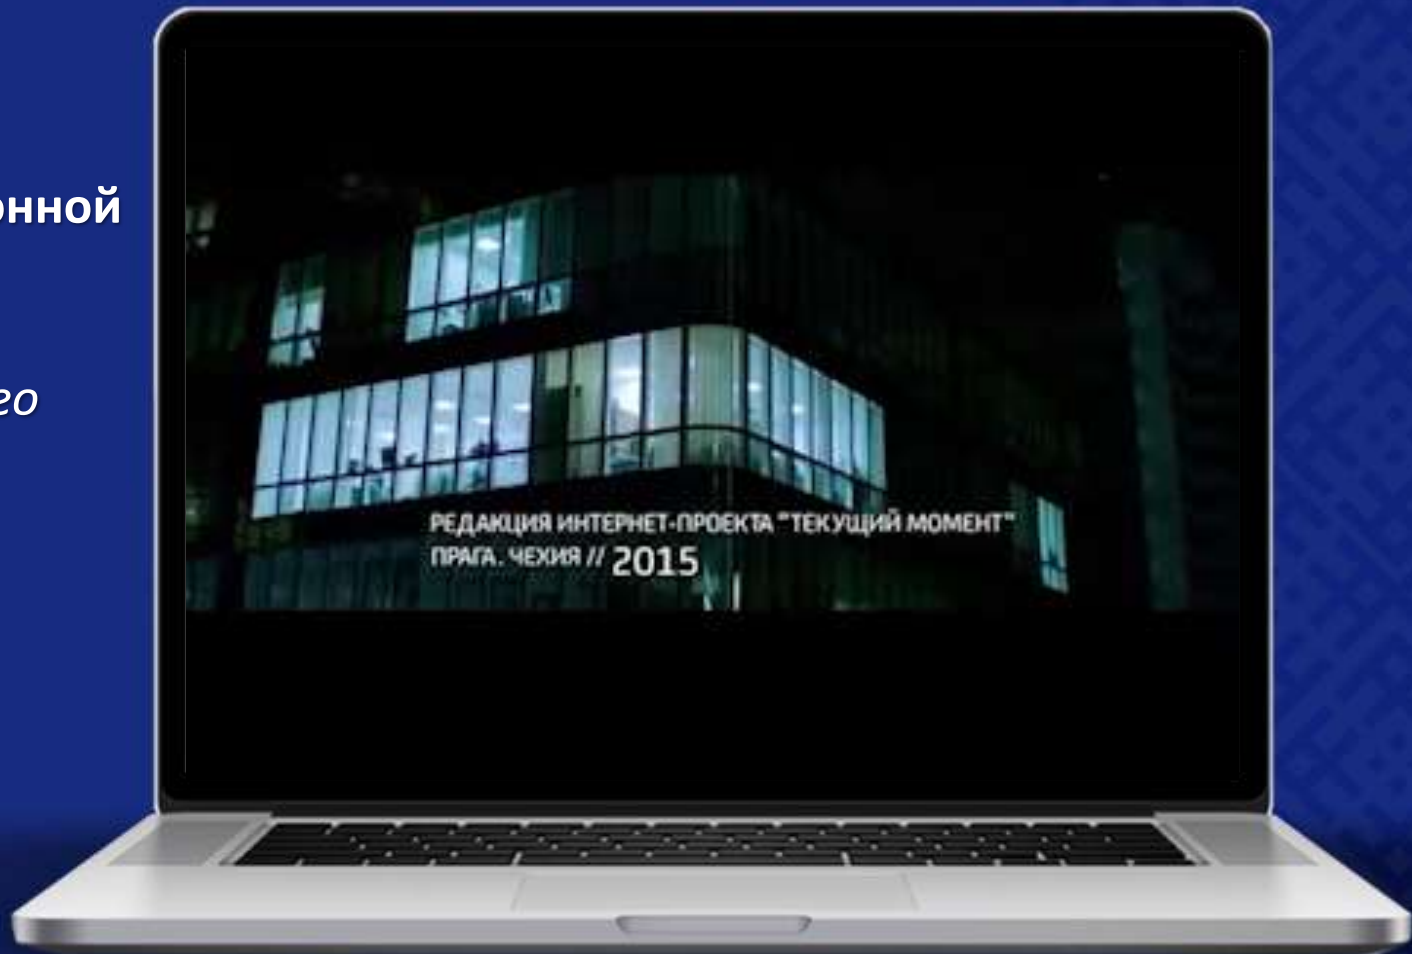 онной
го
РЕДАКЦИЯ ИНТЕРНЕТ-ПРОЕКТА "ТЕКУЩИЙ МОМЕНТ"
ПРАГА. ЧЕХИЯ // 2015